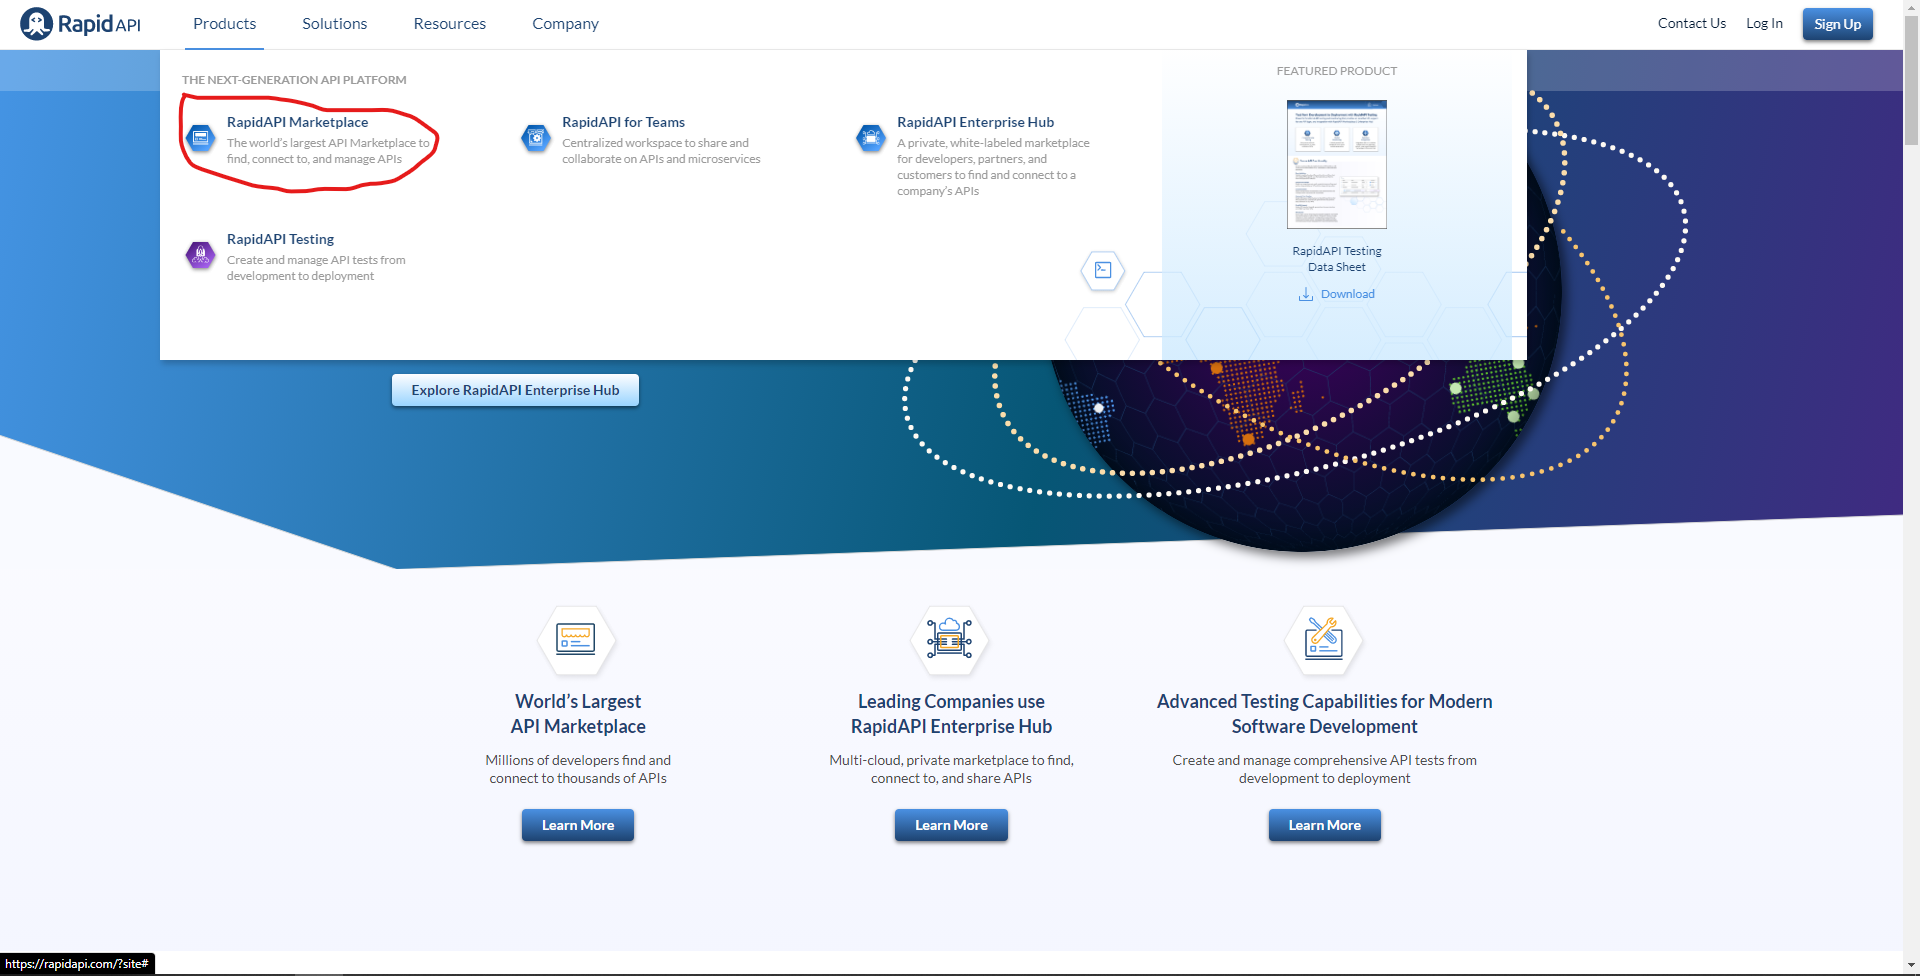 RapidAPI
Products
Solutions
Resources
Company
Contact Us
Log In
Sign Up
THE NEXT-GENERATION API PLATFORM
RapidAPI Marketplace
The world's largest API Marketplace to
find, connect to, and manage APIs
RapidAPI for Teams
Centralized workspace to share and
collaborate on APIs and microservices
RapidAPI Enterprise Hub
A private, white-labeled marketplace
for developers, partners, and
customers to find and connect to a
company's APIs
RapidAPI Testing
Create and manage API tests from
development to deployment
FEATURED PRODUCT
RapidAPI Testing
Data Sheet
Download
Explore RapidAPI Enterprise Hub
World's Largest
API Marketplace
Millions of developers find and
connect to thousands of APIs
Learn More
Leading Companies use
RapidAPI Enterprise Hub
Multi-cloud, private marketplace to find,
connect to, and share APIs
Learn More
Advanced Testing Capabilities for Modern
Software Development
Create and manage comprehensive API tests from
development to deployment
Learn More
https://rapidapi.com/?site#